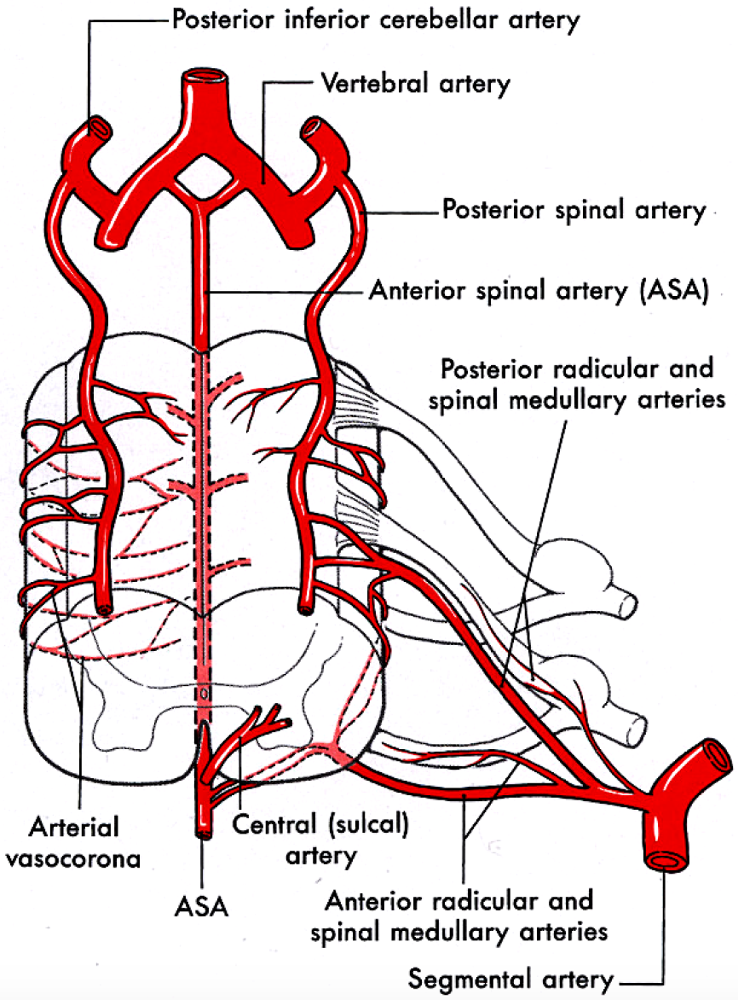 Posterior inferior cerebellar artery
Vertebral artery
Posterior spinal artery
Anterior spinal artery (ASA)
Posterior radicular and
spinal medullary arteries
Arterial
vasocorona
Central (sulcal)
artery
ASA
Anterior radicular and
spinal medullary arteries
Segmental artery